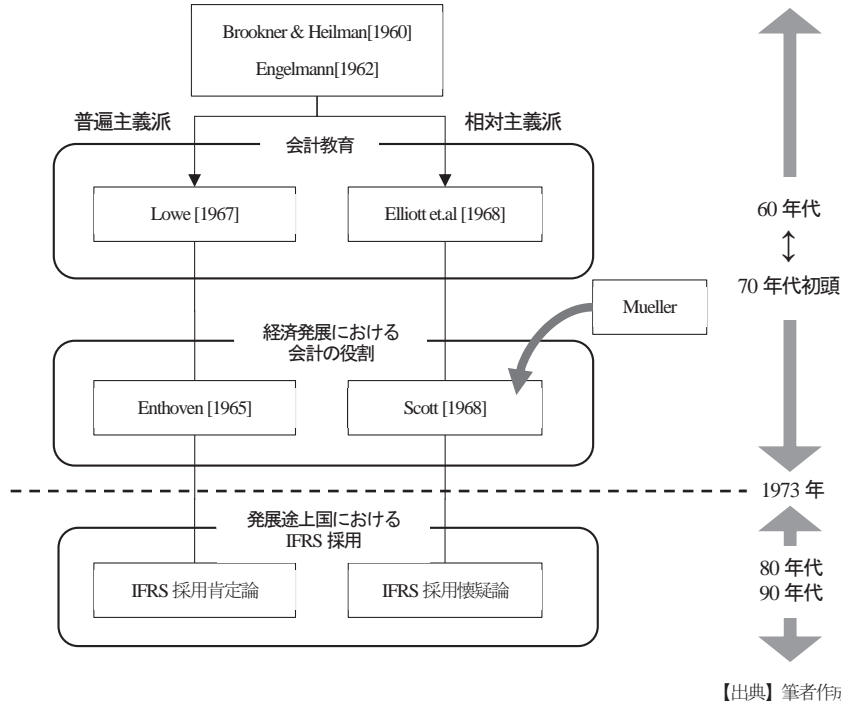 Brookner & Heilman[1960]
Engelmann[1962]
普遍主義派
相対主義派
会計教育
Lowe [1967]
Elliott et.al [1968]
60 年代
↕
70 年代初頭
Mueller
経済発展における
会計の役割
Enthoven [1965]
Scott [1968]
1973 年
発展途上国における
IFRS 採用
IFRS 採用肯定論
IFRS 採用懐疑論
80 年代
90 年代
【出典】筆者作成